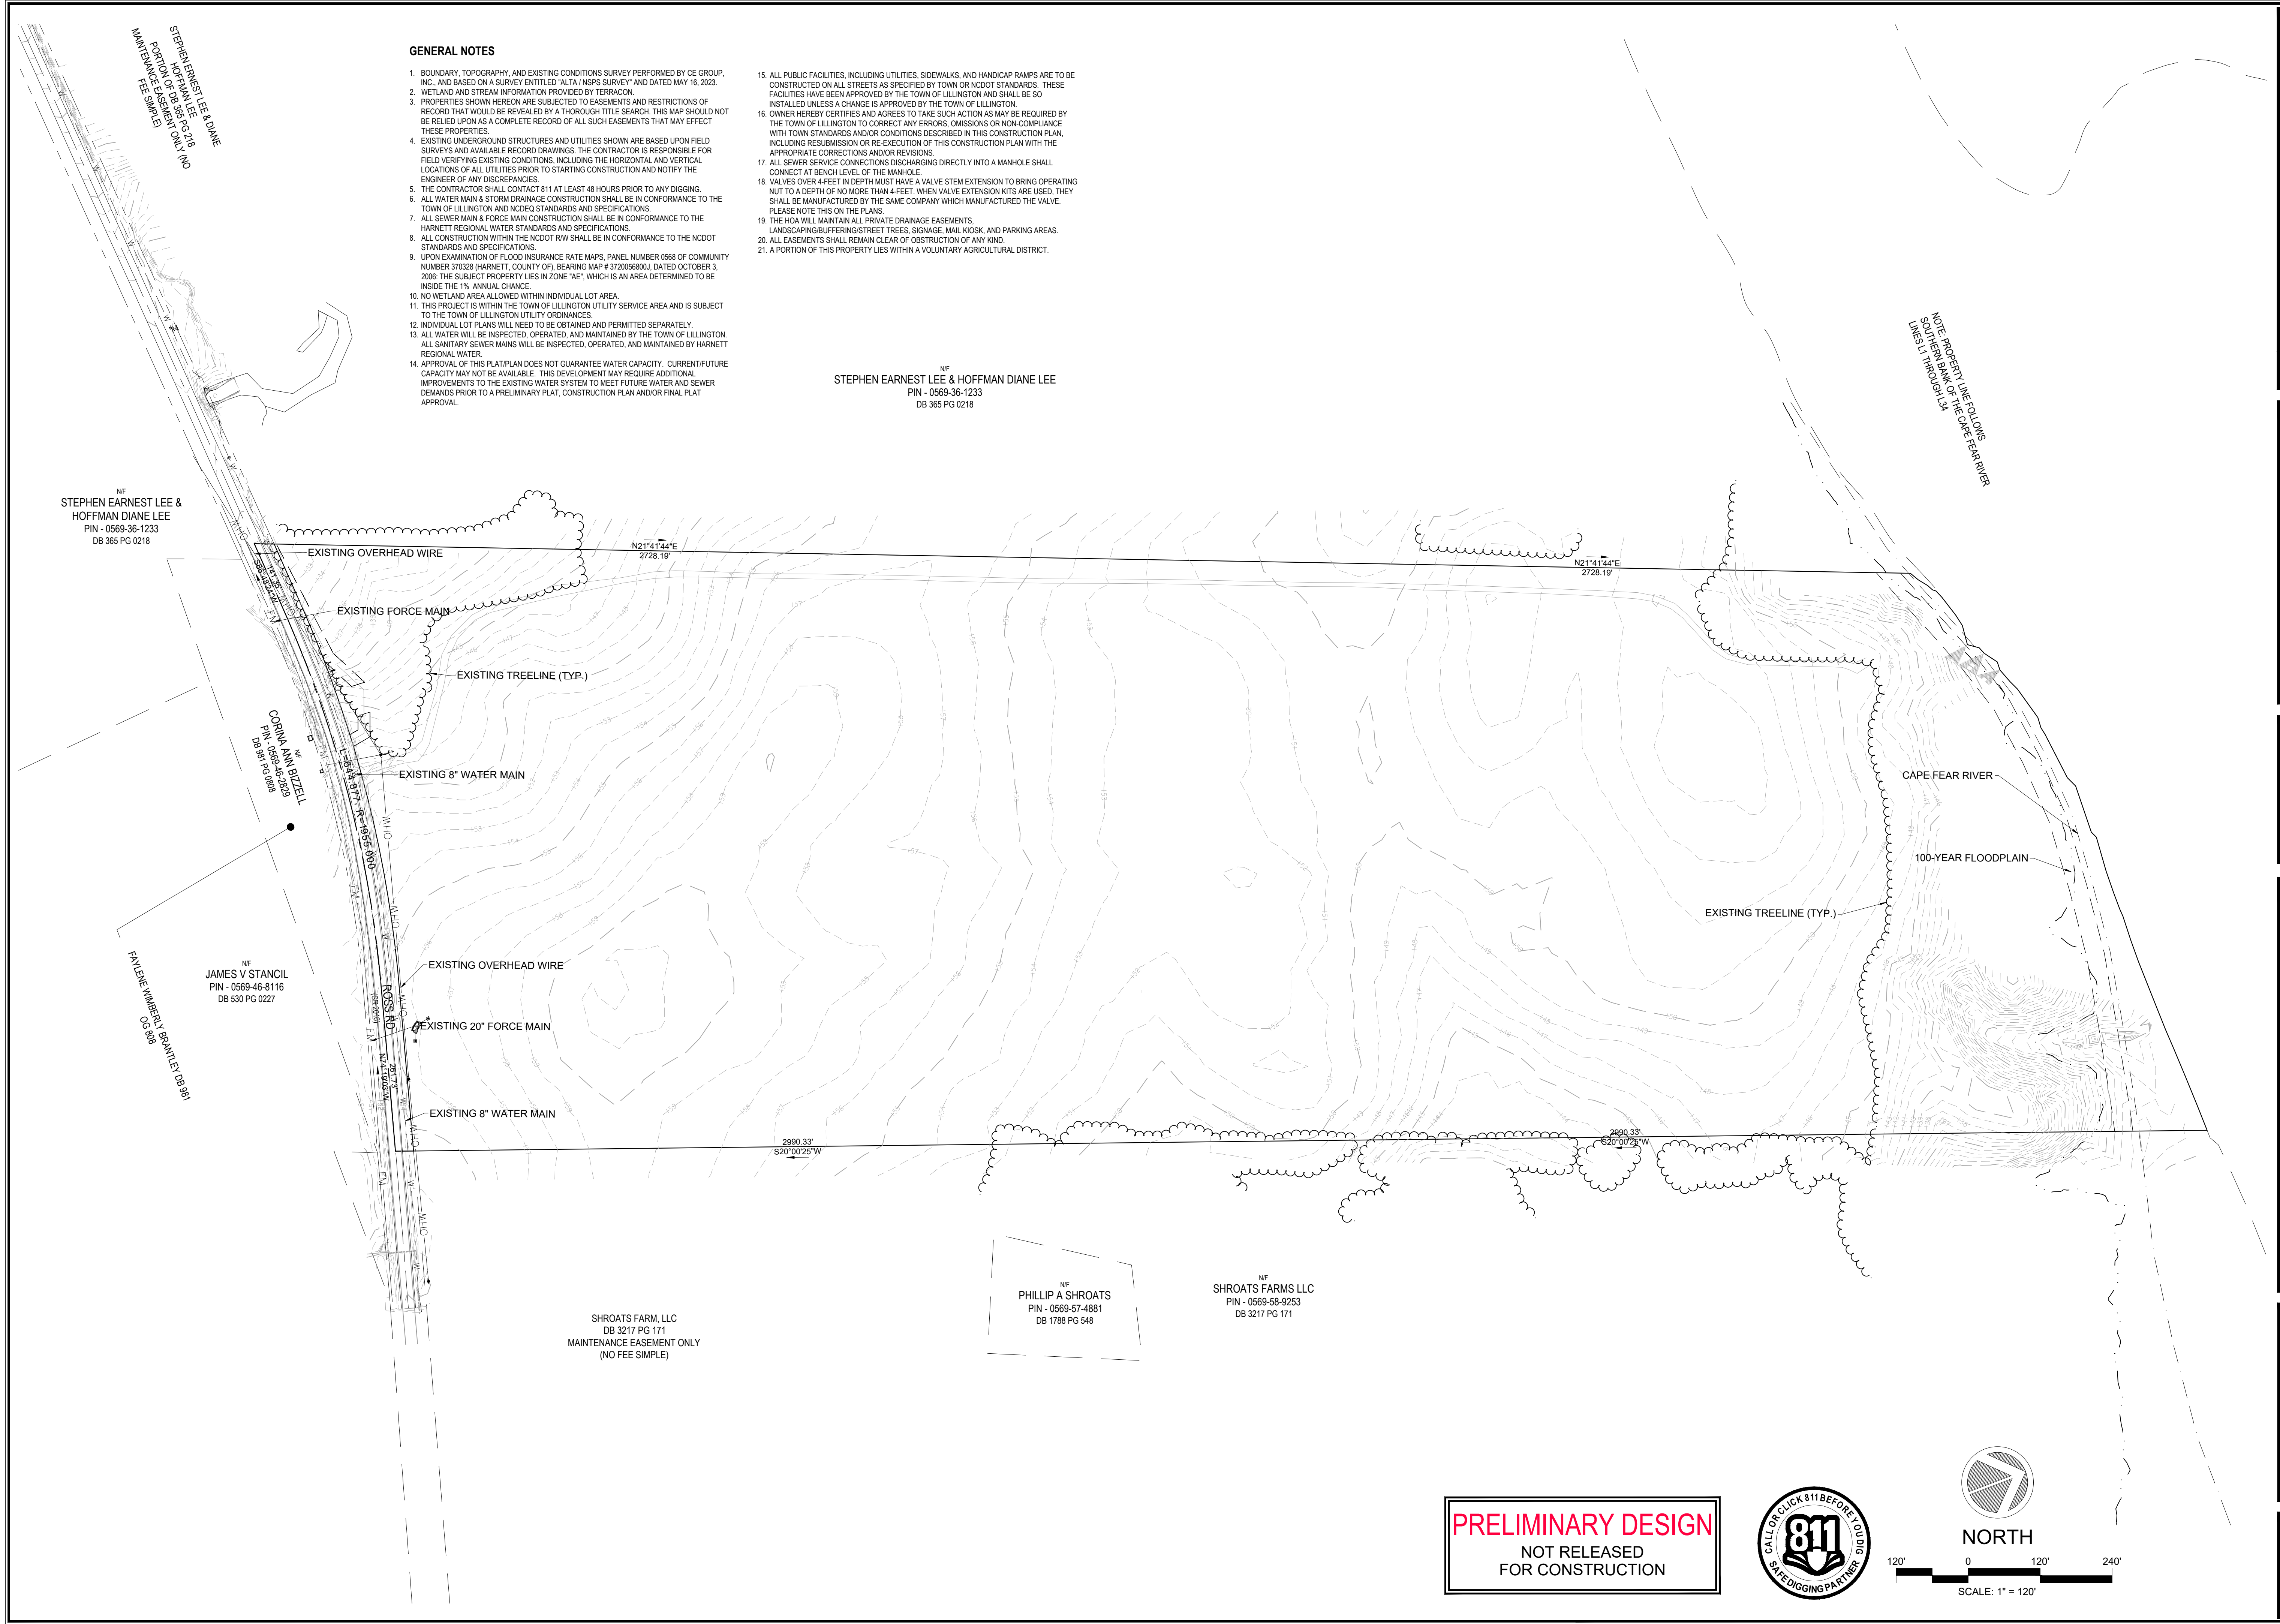 STEPHEN ERNEST LEE & DIANE
HOFFMAN LEE
PORTION OF DB 365 PG 218
MAINTENANCE EASEMENT ONLY (NO
FEE SIMPLE)
GENERAL NOTES
1. BOUNDARY, TOPOGRAPHY, AND EXISTING CONDITIONS SURVEY PERFORMED BY CE GROUP,
INC., AND BASED ON A SURVEY ENTITLED "ALTA / NSPS SURVEY" AND DATED MAY 16, 2023.
2. WETLAND AND STREAM INFORMATION PROVIDED BY TERRACON.
3. PROPERTIES SHOWN HEREON ARE SUBJECTED TO EASEMENTS AND RESTRICTIONS OF
RECORD THAT WOULD BE REVEALED BY A THOROUGH TITLE SEARCH. THIS MAP SHOULD NOT
BE RELIED UPON AS A COMPLETE RECORD OF ALL SUCH EASEMENTS THAT MAY EFFECT
THESE PROPERTIES.
4. EXISTING UNDERGROUND STRUCTURES AND UTILITIES SHOWN ARE BASED UPON FIELD
SURVEYS AND AVAILABLE RECORD DRAWINGS. THE CONTRACTOR IS RESPONSIBLE FOR
FIELD VERIFYING EXISTING CONDITIONS, INCLUDING THE HORIZONTAL AND VERTICAL
LOCATIONS OF ALL UTILITIES PRIOR TO STARTING CONSTRUCTION AND NOTIFY THE
ENGINEER OF ANY DISCREPANCIES.
5. THE CONTRACTOR SHALL CONTACT 811 AT LEAST 48 HOURS PRIOR TO ANY DIGGING.
6. ALL WATER MAIN & STORM DRAINAGE CONSTRUCTION SHALL BE IN CONFORMANCE TO THE
TOWN OF LILLINGTON AND NCDEQ STANDARDS AND SPECIFICATIONS.
7. ALL SEWER MAIN & FORCE MAIN CONSTRUCTION SHALL BE IN CONFORMANCE TO THE
HARNETT REGIONAL WATER STANDARDS AND SPECIFICATIONS.
8. ALL CONSTRUCTION WITHIN THE NCDOT R/W SHALL BE IN CONFORMANCE TO THE NCDOT
STANDARDS AND SPECIFICATIONS.
9. UPON EXAMINATION OF FLOOD INSURANCE RATE MAPS, PANEL NUMBER 0568 OF COMMUNITY
NUMBER 370328 (HARNETT, COUNTY OF), BEARING MAP # 3720056800J, DATED OCTOBER 3,
2006: THE SUBJECT PROPERTY LIES IN ZONE "AE", WHICH IS AN AREA DETERMINED TO BE
INSIDE THE 1% ANNUAL CHANCE.
10. NO WETLAND AREA ALLOWED WITHIN INDIVIDUAL LOT AREA.
11. THIS PROJECT IS WITHIN THE TOWN OF LILLINGTON UTILITY SERVICE AREA AND IS SUBJECT
TO THE TOWN OF LILLINGTON UTILITY ORDINANCES.
12. INDIVIDUAL LOT PLANS WILL NEED TO BE OBTAINED AND PERMITTED SEPARATELY.
13. ALL WATER WILL BE INSPECTED, OPERATED, AND MAINTAINED BY THE TOWN OF LILLINGTON.
ALL SANITARY SEWER MAINS WILL BE INSPECTED, OPERATED, AND MAINTAINED BY HARNETT
REGIONAL WATER.
14. APPROVAL OF THIS PLAT/PLAN DOES NOT GUARANTEE WATER CAPACITY. CURRENT/FUTURE
CAPACITY MAY NOT BE AVAILABLE. THIS DEVELOPMENT MAY REQUIRE ADDITIONAL
IMPROVEMENTS TO THE EXISTING WATER SYSTEM TO MEET FUTURE WATER AND SEWER
DEMANDS PRIOR TO A PRELIMINARY PLAT, CONSTRUCTION PLAN AND/OR FINAL PLAT
APPROVAL.
15. ALL PUBLIC FACILITIES, INCLUDING UTILITIES, SIDEWALKS, AND HANDICAP RAMPS ARE TO BE
CONSTRUCTED ON ALL STREETS AS SPECIFIED BY TOWN OR NCDOT STANDARDS. THESE
FACILITIES HAVE BEEN APPROVED BY THE TOWN OF LILLINGTON AND SHALL BE SO
INSTALLED UNLESS A CHANGE IS APPROVED BY THE TOWN OF LILLINGTON.
16. OWNER HEREBY CERTIFIES AND AGREES TO TAKE SUCH ACTION AS MAY BE REQUIRED BY
THE TOWN OF LILLINGTON TO CORRECT ANY ERRORS, OMISSIONS OR NON-COMPLIANCE
WITH TOWN STANDARDS AND/OR CONDITIONS DESCRIBED IN THIS CONSTRUCTION PLAN,
INCLUDING RESUBMISSION OR RE-EXECUTION OF THIS CONSTRUCTION PLAN WITH THE
APPROPRIATE CORRECTIONS AND/OR REVISIONS.
17. ALL SEWER SERVICE CONNECTIONS DISCHARGING DIRECTLY INTO A MANHOLE SHALL
CONNECT AT BENCH LEVEL OF THE MANHOLE.
18. VALVES OVER 4-FEET IN DEPTH MUST HAVE A VALVE STEM EXTENSION TO BRING OPERATING
NUT TO A DEPTH OF NO MORE THAN 4-FEET. WHEN VALVE EXTENSION KITS ARE USED, THEY
SHALL BE MANUFACTURED BY THE SAME COMPANY WHICH MANUFACTURED THE VALVE.
PLEASE NOTE THIS ON THE PLANS.
19. THE HOA WILL MAINTAIN ALL PRIVATE DRAINAGE EASEMENTS,
LANDSCAPING/BUFFERING/STREET TREES, SIGNAGE, MAIL KIOSK, AND PARKING AREAS.
20. ALL EASEMENTS SHALL REMAIN CLEAR OF OBSTRUCTION OF ANY KIND.
21. A PORTION OF THIS PROPERTY LIES WITHIN A VOLUNTARY AGRICULTURAL DISTRICT.
N/F
STEPHEN EARNEST LEE & HOFFMAN DIANE LEE
PIN - 0569-36-1233
DB 365 PG 0218
NOTE: PROPERTY LINE FOLLOWS
SOUTHERN BANK OF THE CAPE FEAR RIVER
LINES L1 THROUGH L34
N/F
STEPHEN EARNEST LEE &
HOFFMAN DIANE LEE
PIN - 0569-36-1233
DB 365 PG 0218
EXISTING OVERHEAD WIRE
N21°41'44"E
2728.19'
N21°41'44"E
2728.19'
EXISTING FORCE MAIN
EXISTING TREELINE (TYP.)
N/F
CORINA ANN BIZZELL
PIN - 0569-46-2829
DB 981 PG 0808
L=644.877, R=1955.000
EXISTING 8" WATER MAIN
CAPE FEAR RIVER
100-YEAR FLOODPLAIN
EXISTING TREELINE (TYP.)
FAYLENE WIMBERLY BRANTLEY DB 981
OG 808
N/F
JAMES V STANCIL
PIN - 0569-46-8116
DB 530 PG 0227
EXISTING OVERHEAD WIRE
ROSS RD
(SR 2016)
EXISTING 20" FORCE MAIN
261.73'
N74°19'03"W
EXISTING 8" WATER MAIN
2990.33'
S20°00'25"W
2990.33'
S20°00'25"W
SHROATS FARM, LLC
DB 3217 PG 171
MAINTENANCE EASEMENT ONLY
(NO FEE SIMPLE)
N/F
PHILLIP A SHROATS
PIN - 0569-57-4881
DB 1788 PG 548
N/F
SHROATS FARMS LLC
PIN - 0569-58-9253
DB 3217 PG 171
PRELIMINARY DESIGN
NOT RELEASED
FOR CONSTRUCTION
CALL OR CLICK 811 BEFORE YOU DIG
811
SAFE DIGGING PARTNER
NORTH
120' 0 120' 240'
SCALE: 1" = 120'